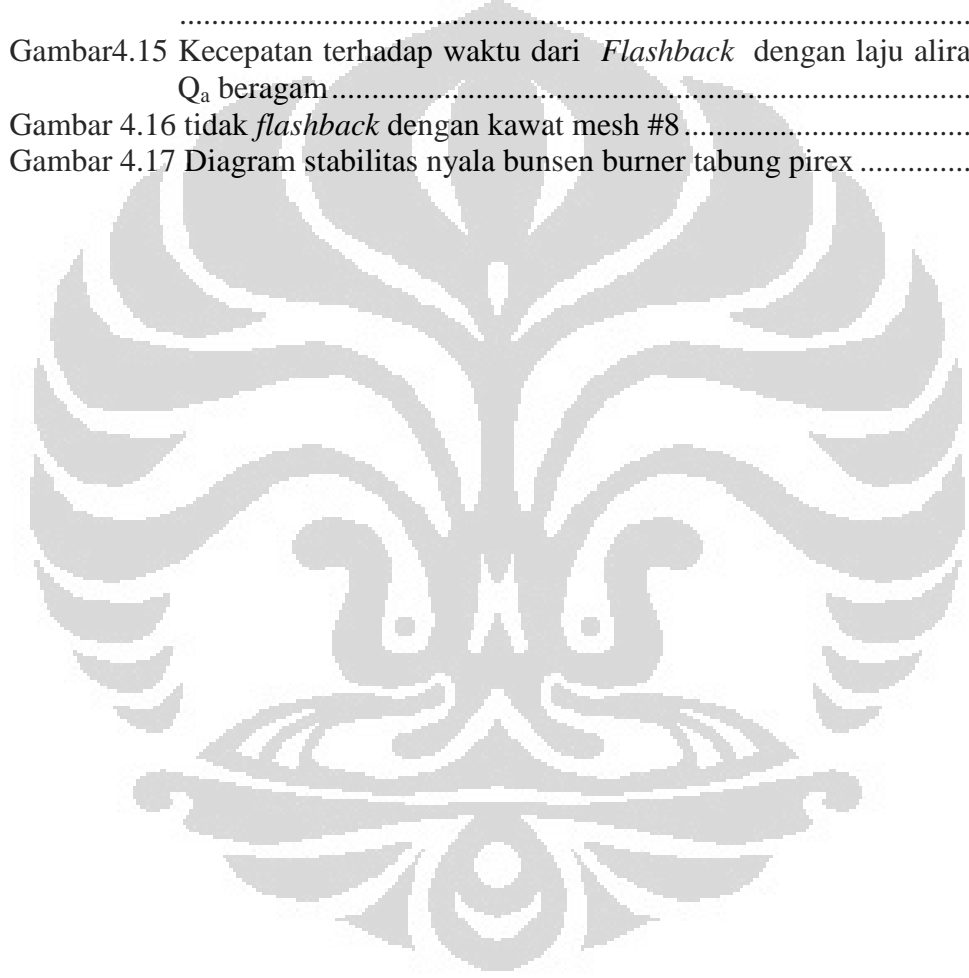 ................................................................................................
Gambar4.15 Kecepatan terhadap waktu dari Flashback dengan laju alira
Qa beragam................................................................................
Gambar 4.16 tidak flashback dengan kawat mesh #8...................................
Gambar 4.17 Diagram stabilitas nyala bunsen burner tabung pirex..............